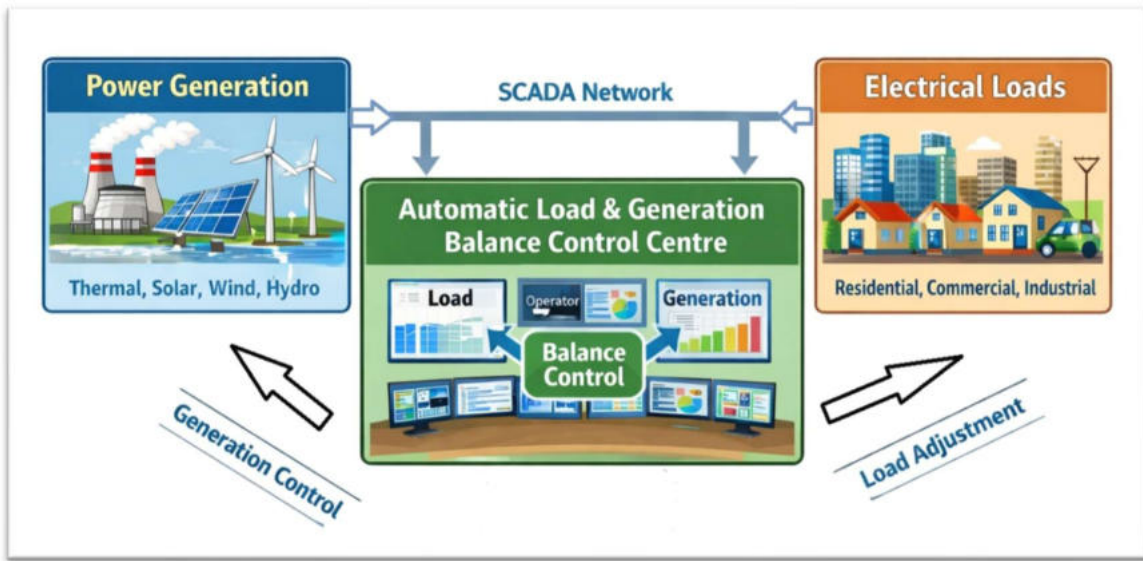 Power Generation
Thermal, Solar, Wind, Hydro
SCADA Network
Electrical Loads
Residential, Commercial, Industrial
Automatic Load & Generation
Balance Control Centre
Load
Operator
Generation
Balance
Control
Generation Control
Load Adjustment